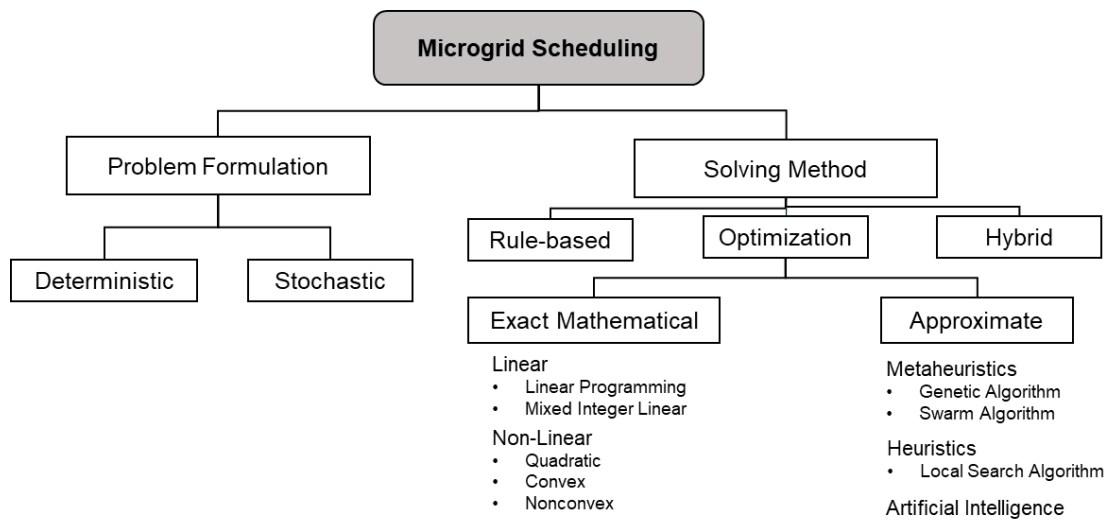 Microgrid Scheduling
Problem Formulation
Solving Method
Rule-based
Optimization
Hybrid
Deterministic
Stochastic
Exact Mathematical
Approximate
Linear
• Linear Programming
• Mixed Integer Linear
Non-Linear
• Quadratic
• Convex
• Nonconvex
Metaheuristics
• Genetic Algorithm
• Swarm Algorithm
Heuristics
• Local Search Algorithm
Artificial Intelligence